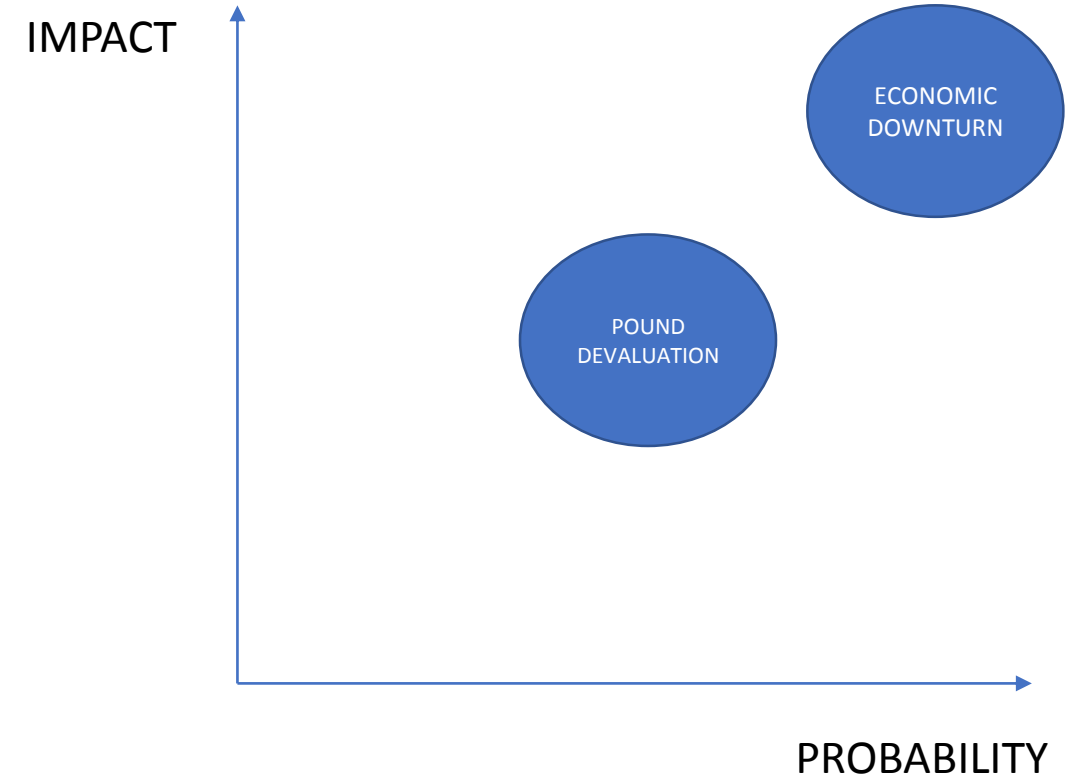 IMPACT
ECONOMIC
DOWNTURN
POUND
DEVALUATION
PROBABILITY